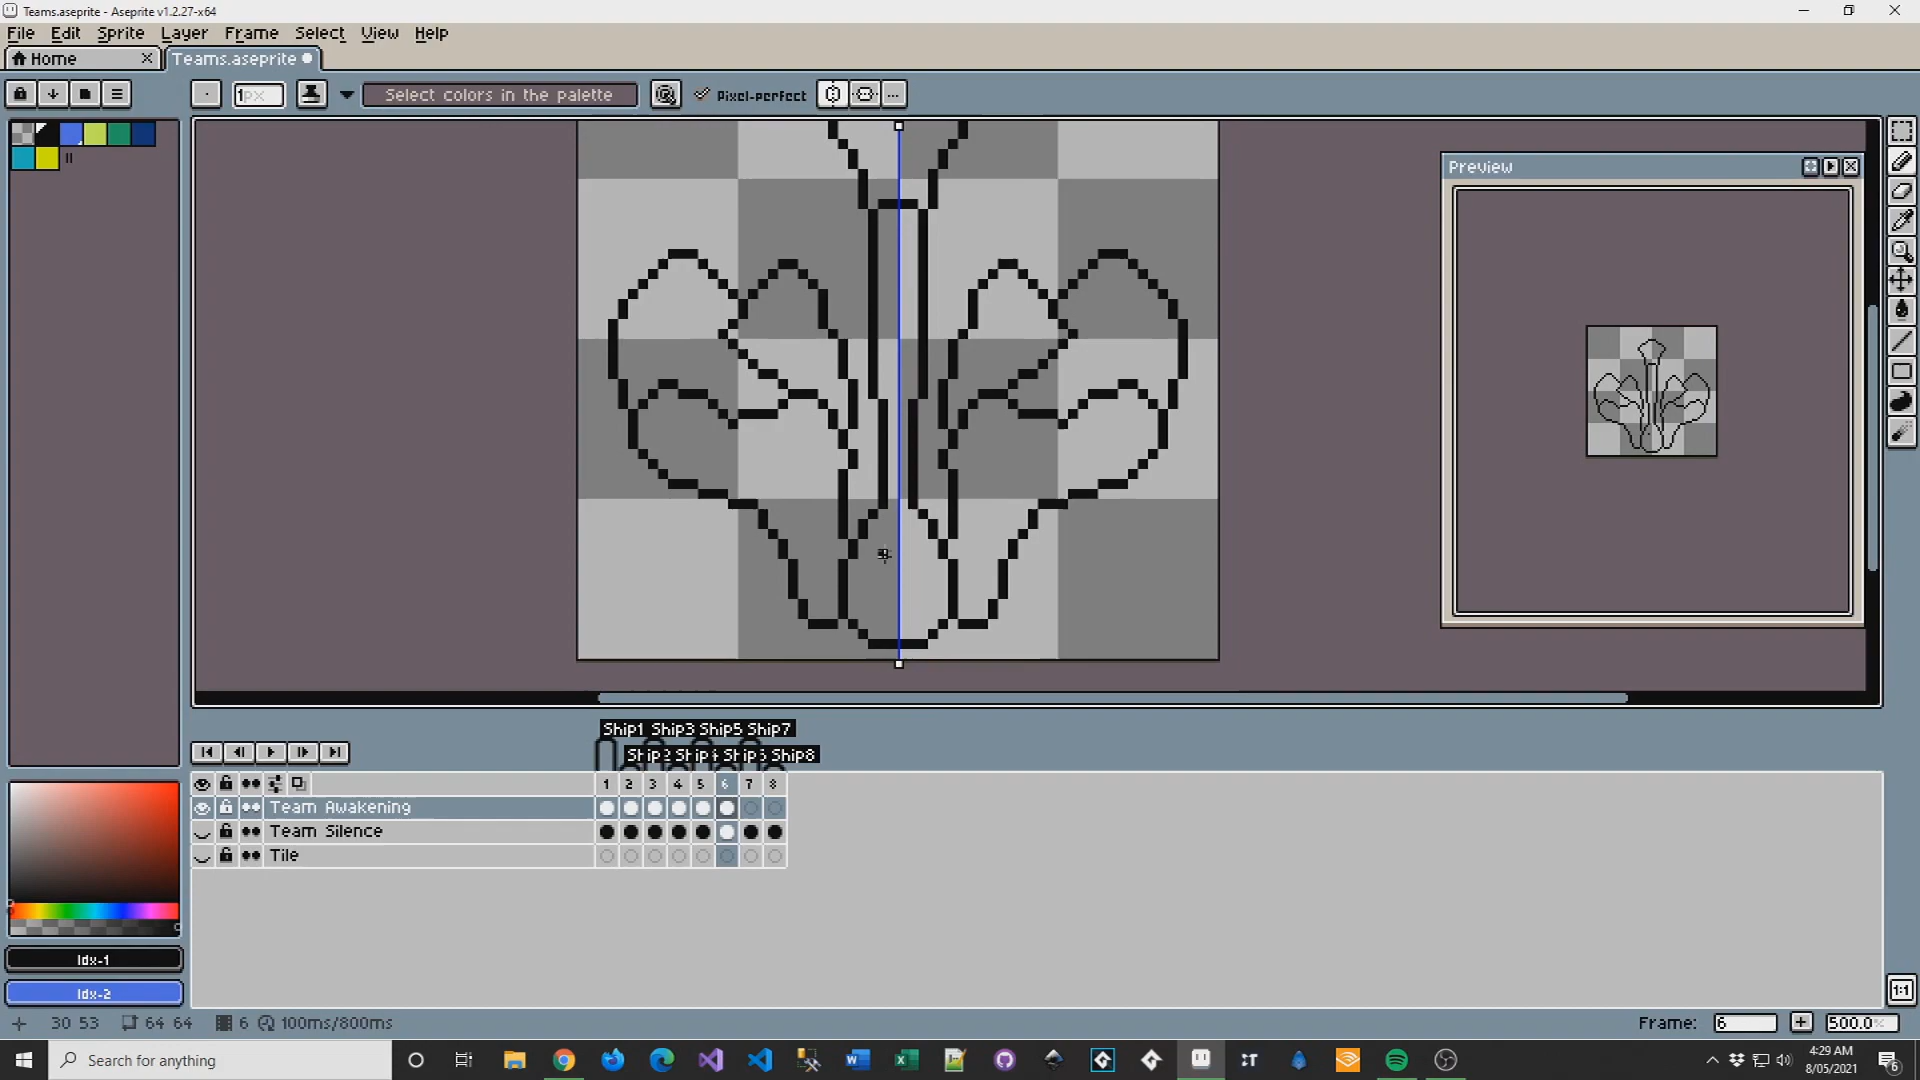 Teams.aseprite - Aseprite v1.2.27-x64
File Edit Sprite Layer Frame Select View Help
Home
Teams.aseprite
1px
Select colors in the palette
Pixel-perfect
Preview
Ship1 Ship3 Ship5 Ship7
Ship8
1 2 3 4 5 6 7 8
Team Awakening
Team Silence
Tile
Idx-1
Idx-2
30 53 64 64 6 100ms/800ms
Frame: 6 500.0%
1:1
Search for anything
4:29 AM
8/05/2021
6